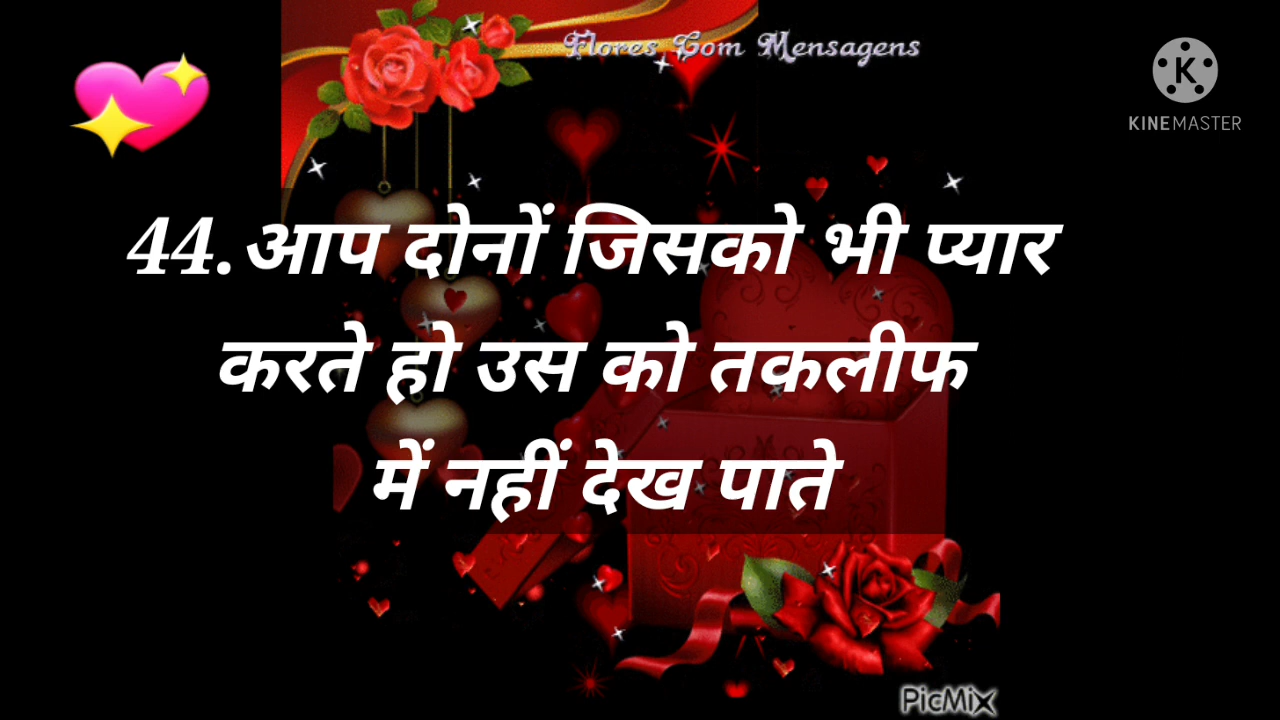 Flores Com Mensagens
K
KINEMASTER
44.आप दोनों जिसको भी प्यार
करते हो उस को तकलीफ
में नहीं देख पाते
PicMix